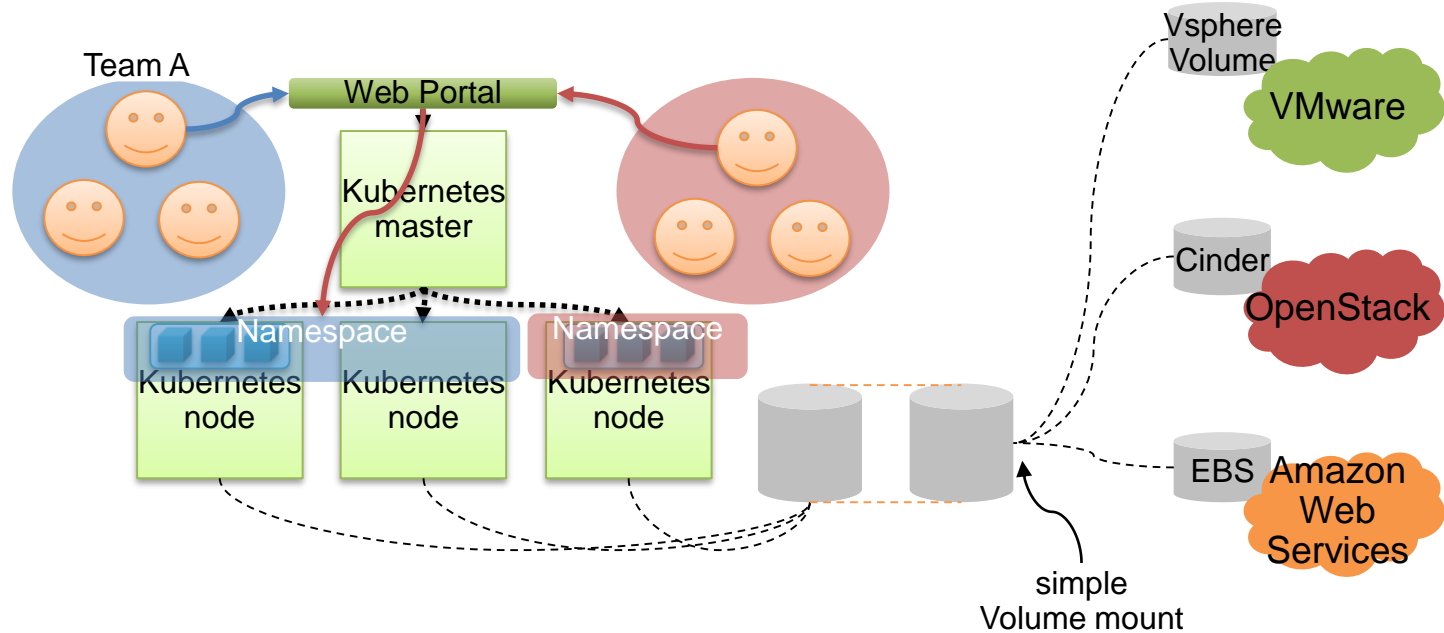 Team A
Web Portal
Kubernetes
master
Namespace
Namespace
Kubernetes
node
Kubernetes
node
Kubernetes
node
Vsphere
Volume
VMware
Cinder
OpenStack
EBS
Amazon
Web
Services
simple
Volume mount